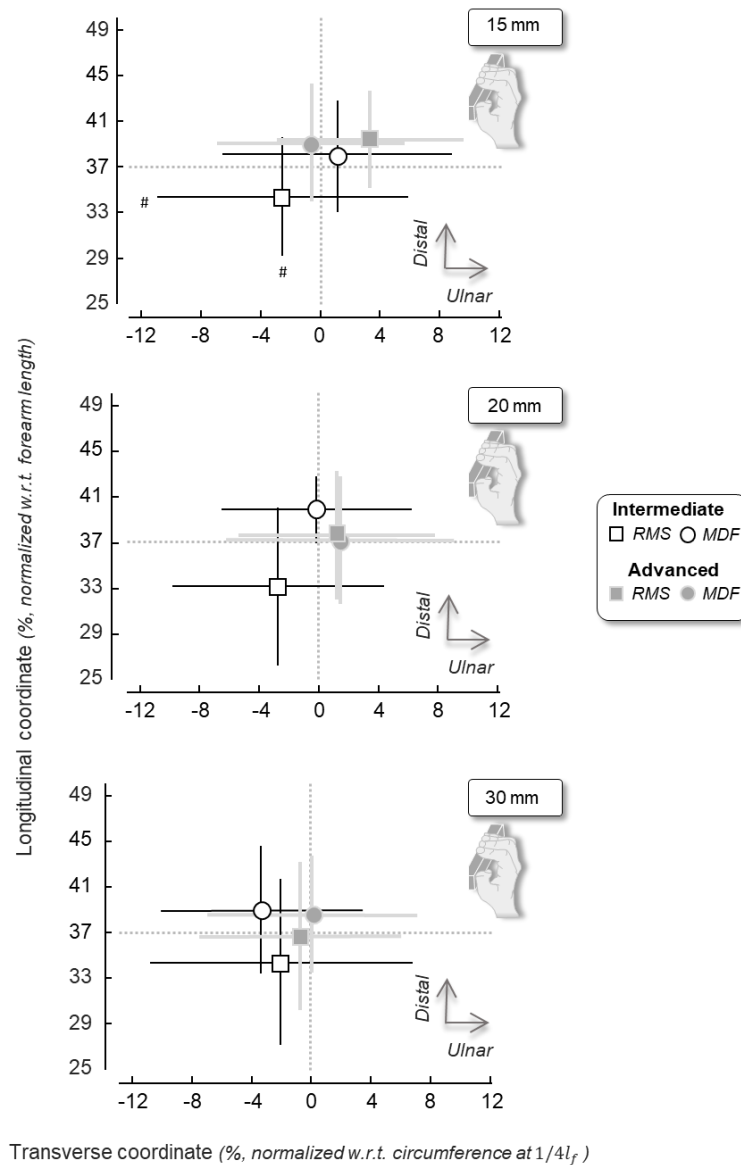 15 mm
49
45
41
37
33
29
25
#
#
Distal
Ulnar
-12 -8 -4 0 4 8 12
20 mm
49
45
41
37
33
29
25
Distal
Ulnar
-12 -8 -4 0 4 8 12
Longitudinal coordinate (%, normalized w.r.t. forearm length)
Intermediate
RMS MDF
Advanced
RMS MDF
30 mm
49
45
41
37
33
29
25
Distal
Ulnar
-12 -8 -4 0 4 8 12
Transverse coordinate (%, normalized w.r.t. circumference at 1/4l_f )